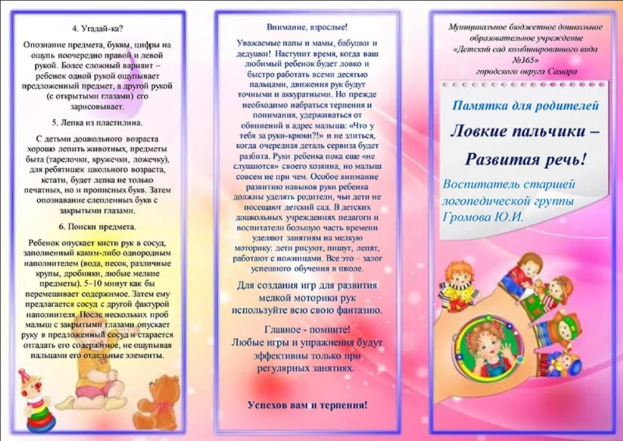 4. Угадай-ка?
Опознание предмета, буквы, цифры на
ощупь поочередно правой и левой
рукой. Более сложный вариант –
ребенок одной рукой ощупывает
предложенный предмет, а другой рукой
(с открытыми глазами) его
зарисовывает.
5. Лепка из пластилина.
С детьми дошкольного возраста
хорошо лепить животных, предметы
быта (тарелочки, кружечки, ложечку),
для ребятишек школьного возраста,
кстати, будет лепка не только
печатных, но и прописных букв. Затем
опознавание слепленных букв с
закрытыми глазами.
6. Поиски предмета.
Ребенок опускает кисти рук в сосуд,
заполненный каким-либо однородным
наполнителем (вода, песок, различные
крупы, дробинки, любые мелкие
предметы). 5–10 минут как бы
перемешивает содержимое. Затем ему
предлагается сосуд с другой фактурой
наполнителя. После нескольких проб
малыш с закрытыми глазами опускает
руку в предложенный сосуд и старается
отгадать его содержимое, не ощупывая
пальцами его отдельные элементы.
Внимание, взрослые!
Уважаемые папы и мамы, бабушки и
дедушки! Наступит время, когда ваш
любимый ребенок будет ловко и
быстро работать всеми десятью
пальцами, движения рук будут
точными и аккуратными. Но прежде
необходимо набраться терпения и
понимания, удерживаться от
обвинений в адрес малыша: «Что у
тебя за руки-крюки?!» и не злиться,
когда очередная деталь сервиза будет
разбита. Руки ребенка пока еще «не
слушаются» своего хозяина, но малыш
совсем не при чем. Особое внимание
развитию навыков руки ребенка
должны уделять родители, чьи дети не
посещают детский сад. В детских
дошкольных учреждениях педагоги и
воспитатели большую часть времени
уделяют занятиям на мелкую
моторику: дети рисуют, пишут, лепят,
работают с ножницами. Все это – залог
успешного обучения в школе.
Для создания игр для развития
мелкой моторики рук
используйте всю свою фантазию.
Главное - помните!
Любые игры и упражнения будут
эффективны только при
регулярных занятиях.
Успехов вам и терпения!
Муниципальное бюджетное дошкольное
образовательное учреждение
«Детский сад комбинированного вида
№365»
городского округа Самара
Памятка для родителей
Ловкие пальчики –
Развитая речь!
Воспитатель старшей
логопедической группы
Громова Ю.И.